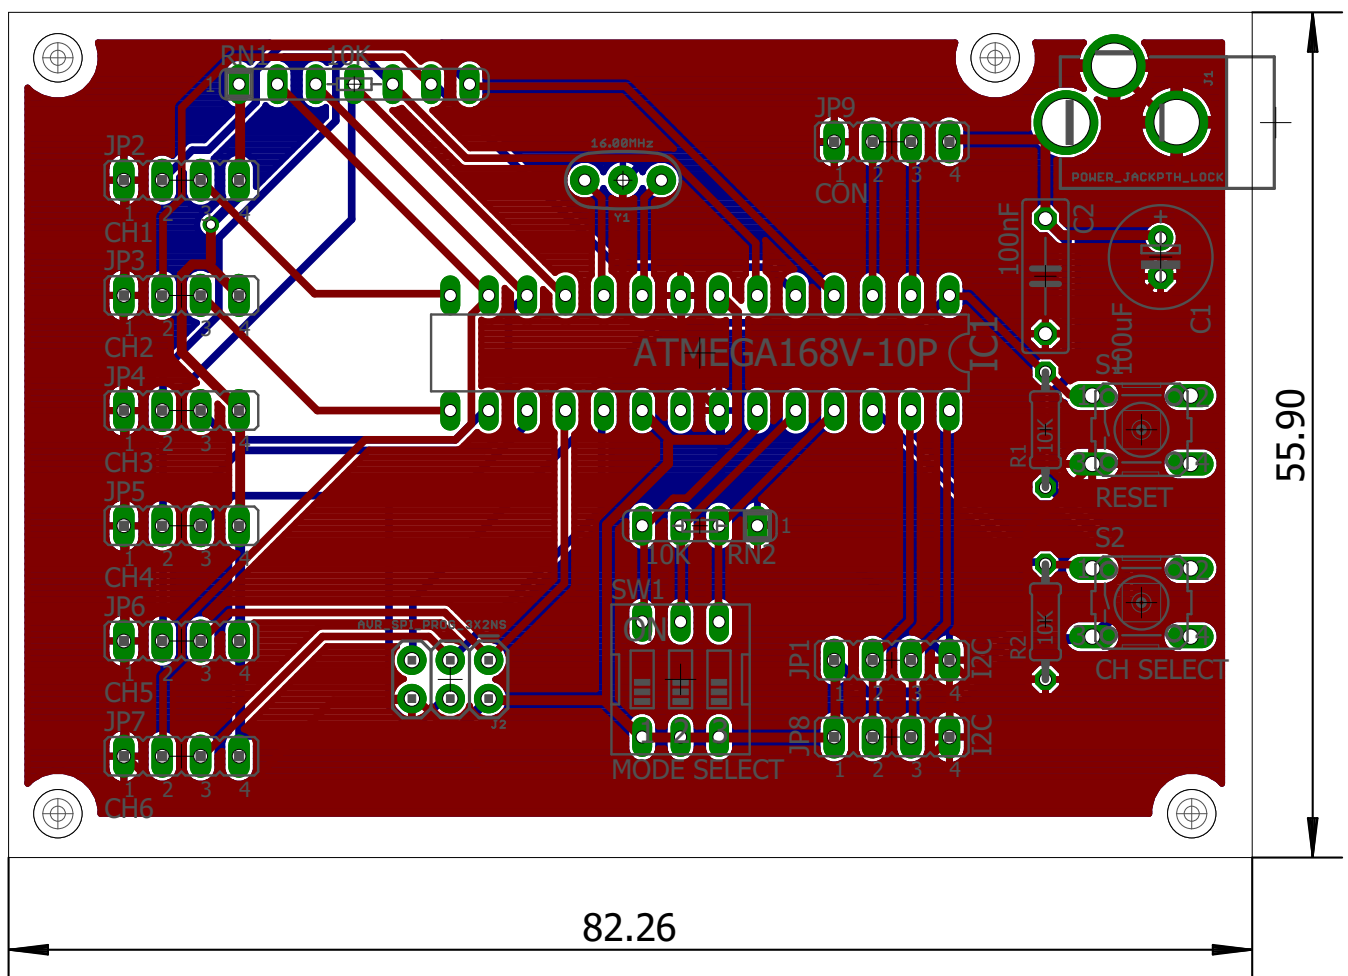 RN1 10K
1
J1
JP2
JP9
16.00MHz
1 2 3 4
POWER_JACKPTH_LOCK
1 2 3 4
CON
Y1
CH1
100nF
C2
+
JP3
1 2 3 4
C1
CH2
ATMEGA168V-10P
IC1
100uF
S1
JP4
1 2 3 4
10K
R1
CH3
55.90
JP5
RESET
1
1 2 3 4
10K RN2
S2
CH4
SW1
JP6
AVR_SPI_PROG_3X2NS
ON
10K
R2
1 2 3 4
JP1
I2C
CH SELECT
CH5
1 2 3 4
JP7
J2
1 2 3
JP8
I2C
MODE SELECT
1 2 3 4
1 2 3 4
CH6
82.26